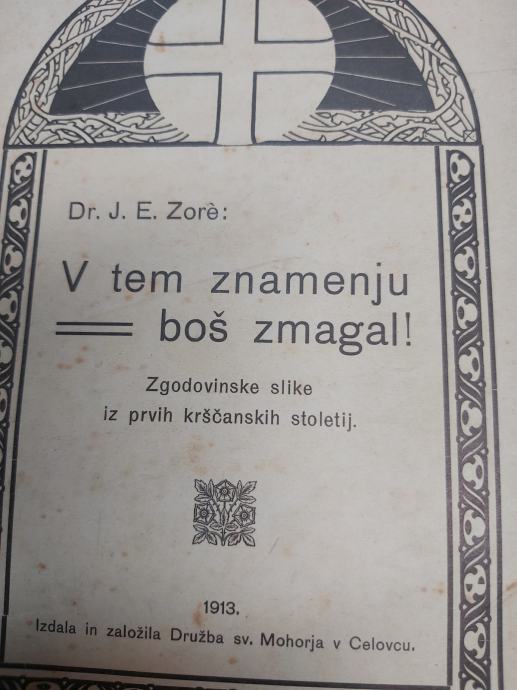 Dr. J. E. Zorè:
V tem znamenju
boš zmagal!
Zgodovinske slike
iz prvih krščanskih stoletij.
1913.
Izdala in založila Družba sv. Mohorja v Celovcu.